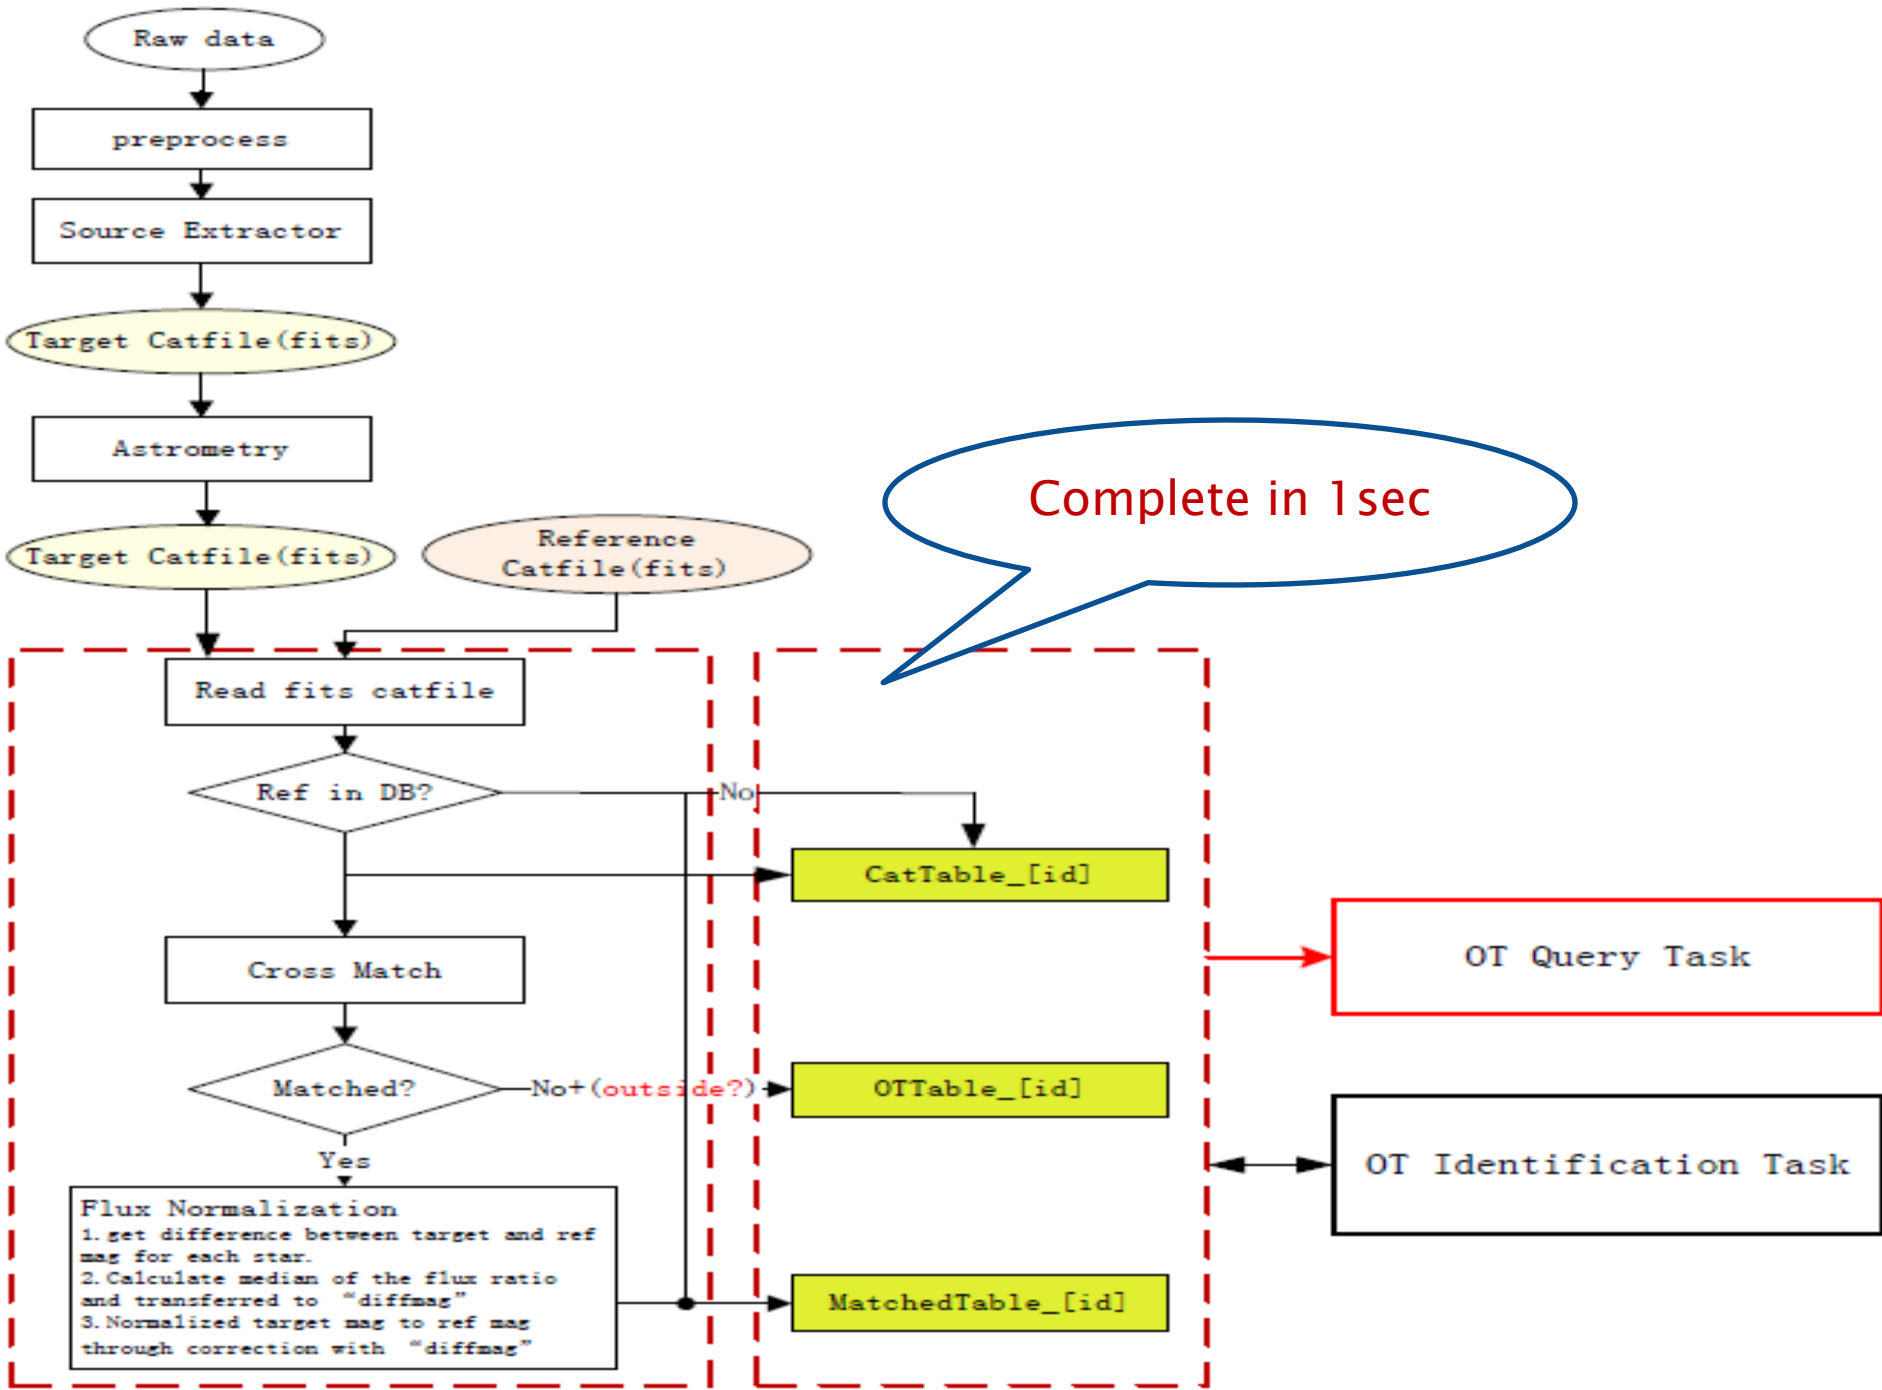 Raw data
preprocess
Source Extractor
Target Catfile(fits)
Astrometry
Target Catfile(fits)
Reference
Catfile(fits)
Complete in 1sec
Read fits catfile
Ref in DB?
No
CatTable_[id]
Cross Match
OT Query Task
Matched?
No+(outside?)
OTTable_[id]
Yes
OT Identification Task
Flux Normalization
1.get difference between target and ref
mag for each star.
2.Calculate median of the flux ratio
and transferred to “diffmag”
3.Normalized target mag to ref mag
through correction with “diffmag”
MatchedTable_[id]